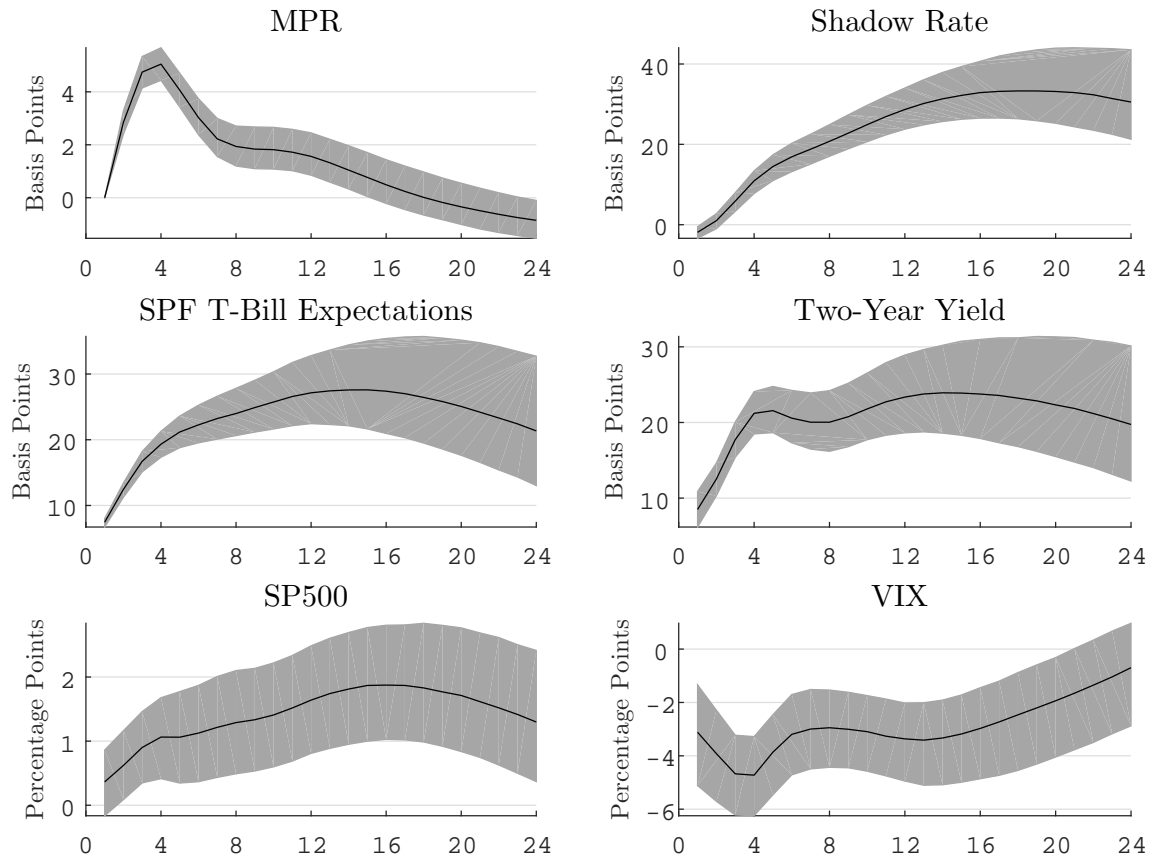 MPR
Basis Points
4
2
0
0 4 8 12 16 20 24
Shadow Rate
Basis Points
40
20
0
0 4 8 12 16 20 24
SPF T-Bill Expectations
Basis Points
30
20
10
0 4 8 12 16 20 24
Two-Year Yield
Basis Points
30
20
10
0 4 8 12 16 20 24
SP500
Percentage Points
2
1
0
0 4 8 12 16 20 24
VIX
Percentage Points
0
-2
-4
-6
0 4 8 12 16 20 24